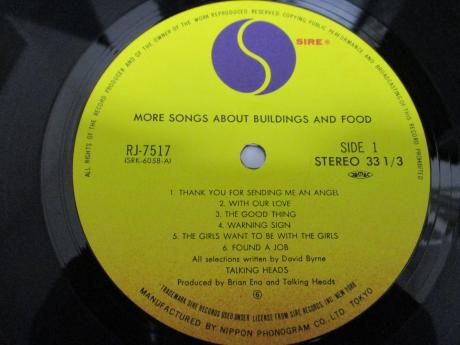 ALL RIGHTS OF THE RECORD PRODUCER AND OF THE OWNER OF THE WORK REPRODUCED RESERVED. COPYING PUBLIC PERFORMANCE AND BROADCASTING OF THIS RECORD PROHIBITED
SIRE®
MORE SONGS ABOUT BUILDINGS AND FOOD
RJ-7517
(SRK-6058-A)
SIDE 1
STEREO 33 1/3
1. THANK YOU FOR SENDING ME AN ANGEL
2. WITH OUR LOVE
3. THE GOOD THING
4. WARNING SIGN
5. THE GIRLS WANT TO BE WITH THE GIRLS
6. FOUND A JOB
All selections written by David Byrne
TALKING HEADS
Produced by Brian Eno and Talking Heads
6
TRADEMARK SIRE RECORDS USED UNDER LICENSE FROM SIRE RECORDS INC. NEW YORK.
MANUFACTURED BY NIPPON PHONOGRAM CO. LTD. TOKYO